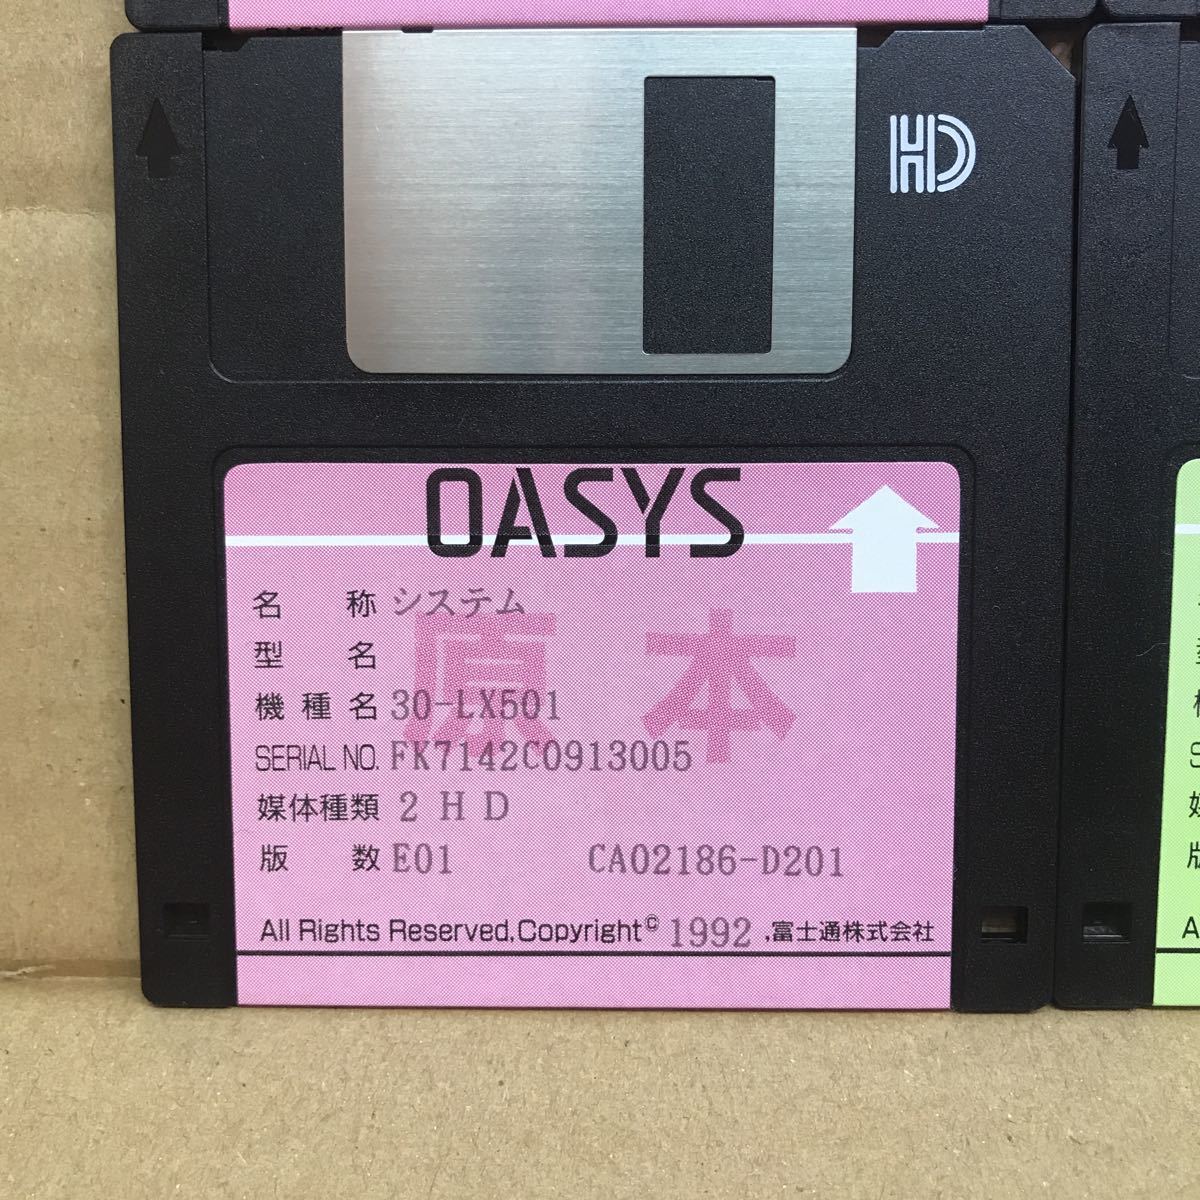 HD
OASYS
原本
名 称 システム
型 名
機種名 30-LX501
SERIAL NO. FK7142C0913005
媒体種類 2HD
版 数 E01 CA02186-D201
All Rights Reserved,Copyright© 1992 ,富士通株式会社